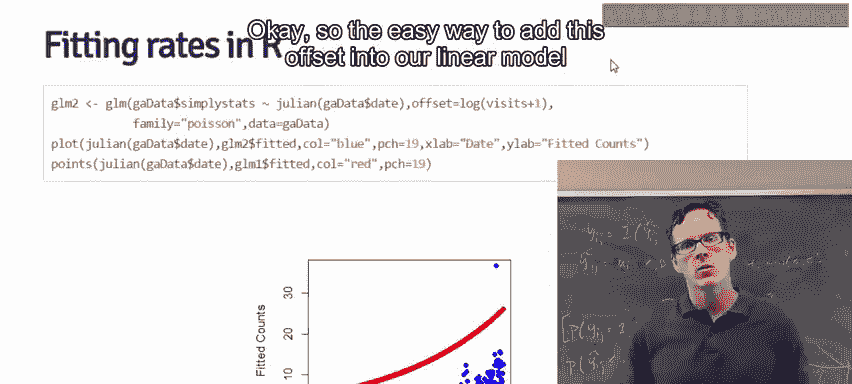 Fitting rates in R
Okay, so the easy way to add this
offset into our linear model
glm2 <- glm(gaData$simplystats ~ julian(gaData$date),offset=log(visits+1),
family="poisson",data=gaData)
plot(julian(gaData$date),glm2$fitted,col="blue",pch=19,xlab="Date",ylab="Fitted Counts")
points(julian(gaData$date),glm1$fitted,col="red",pch=19)
Fitted Counts
30
20
10